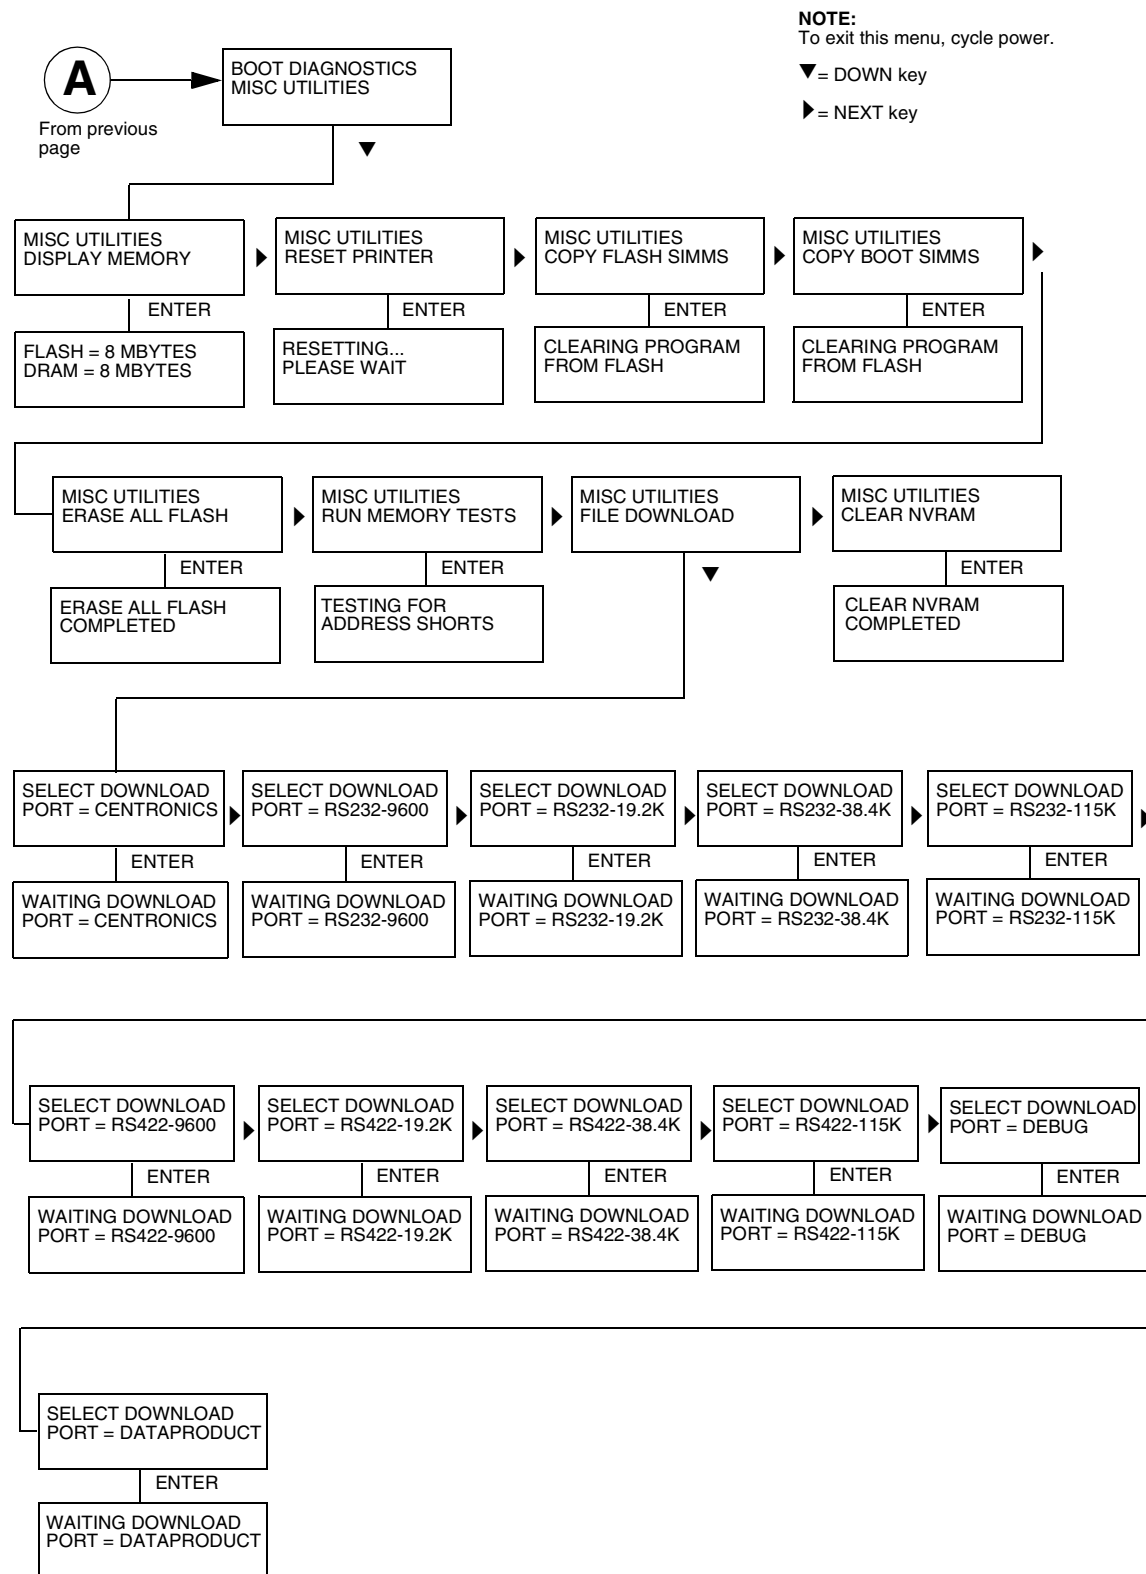 NOTE:
To exit this menu, cycle power.
▼= DOWN key
▶= NEXT key
A
From previous
page
BOOT DIAGNOSTICS
MISC UTILITIES
MISC UTILITIES
DISPLAY MEMORY
ENTER
FLASH = 8 MBYTES
DRAM = 8 MBYTES
MISC UTILITIES
RESET PRINTER
ENTER
RESETTING...
PLEASE WAIT
MISC UTILITIES
COPY FLASH SIMMS
ENTER
CLEARING PROGRAM
FROM FLASH
MISC UTILITIES
COPY BOOT SIMMS
ENTER
CLEARING PROGRAM
FROM FLASH
MISC UTILITIES
ERASE ALL FLASH
ENTER
ERASE ALL FLASH
COMPLETED
MISC UTILITIES
RUN MEMORY TESTS
ENTER
TESTING FOR
ADDRESS SHORTS
MISC UTILITIES
FILE DOWNLOAD
MISC UTILITIES
CLEAR NVRAM
ENTER
CLEAR NVRAM
COMPLETED
SELECT DOWNLOAD
PORT = CENTRONICS
ENTER
WAITING DOWNLOAD
PORT = CENTRONICS
SELECT DOWNLOAD
PORT = RS232-9600
ENTER
WAITING DOWNLOAD
PORT = RS232-9600
SELECT DOWNLOAD
PORT = RS232-19.2K
ENTER
WAITING DOWNLOAD
PORT = RS232-19.2K
SELECT DOWNLOAD
PORT = RS232-38.4K
ENTER
WAITING DOWNLOAD
PORT = RS232-38.4K
SELECT DOWNLOAD
PORT = RS232-115K
ENTER
WAITING DOWNLOAD
PORT = RS232-115K
SELECT DOWNLOAD
PORT = RS422-9600
ENTER
WAITING DOWNLOAD
PORT = RS422-9600
SELECT DOWNLOAD
PORT = RS422-19.2K
ENTER
WAITING DOWNLOAD
PORT = RS422-19.2K
SELECT DOWNLOAD
PORT = RS422-38.4K
ENTER
WAITING DOWNLOAD
PORT = RS422-38.4K
SELECT DOWNLOAD
PORT = RS422-115K
ENTER
WAITING DOWNLOAD
PORT = RS422-115K
SELECT DOWNLOAD
PORT = DEBUG
ENTER
WAITING DOWNLOAD
PORT = DEBUG
SELECT DOWNLOAD
PORT = DATAPRODUCT
ENTER
WAITING DOWNLOAD
PORT = DATAPRODUCT